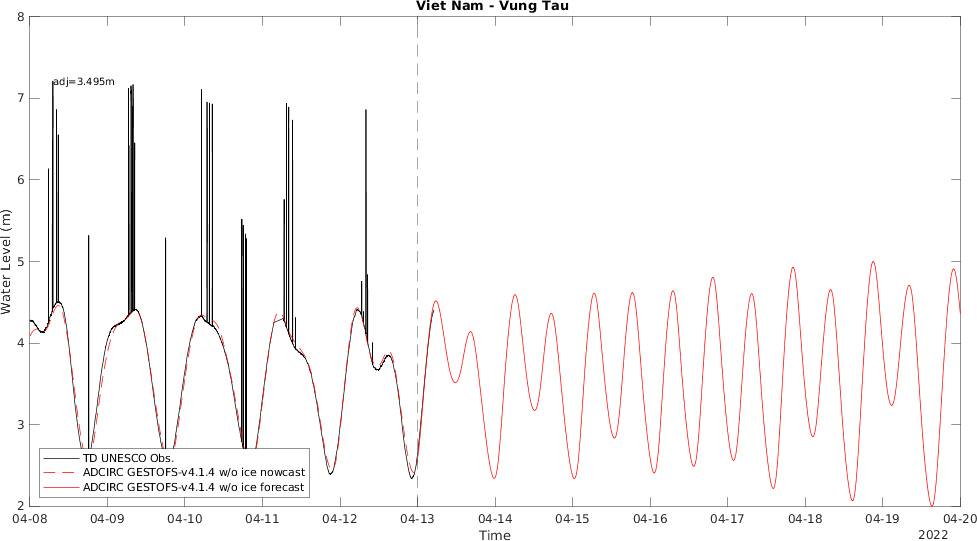 Viet Nam - Vung Tau
8
7
6
5
4
3
2
Water Level (m)
adj=3.495m
TD UNESCO Obs.
ADCIRC GESTOFS-v4.1.4 w/o ice nowcast
ADCIRC GESTOFS-v4.1.4 w/o ice forecast
04-08 04-09 04-10 04-11 04-12 04-13 04-14 04-15 04-16 04-17 04-18 04-19 04-20
Time
2022